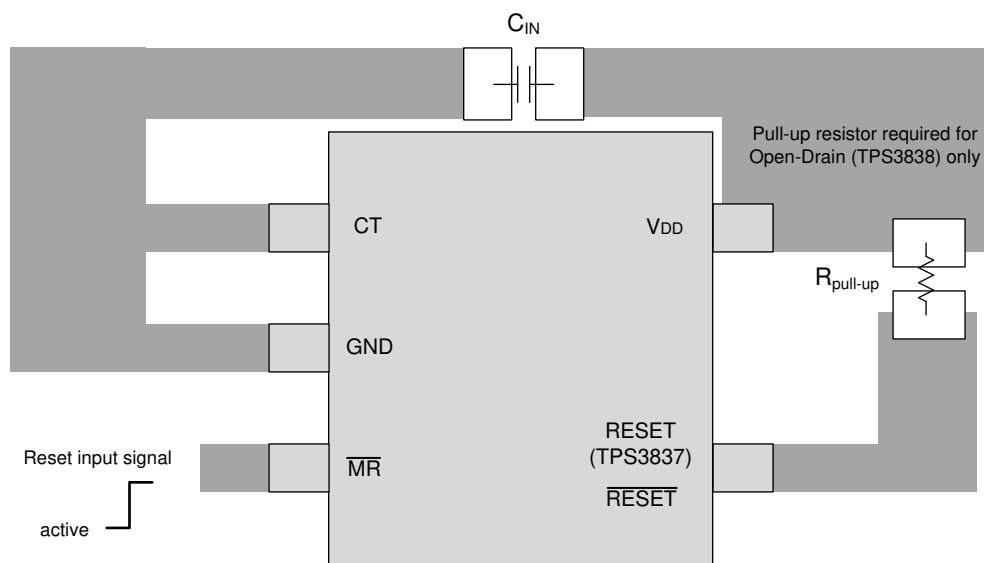 CIN
Pull-up resistor required for
Open-Drain (TPS3838) only
CT
VDD
Rpull-up
GND
RESET
(TPS3837)
Reset input signal
MR
RESET
active